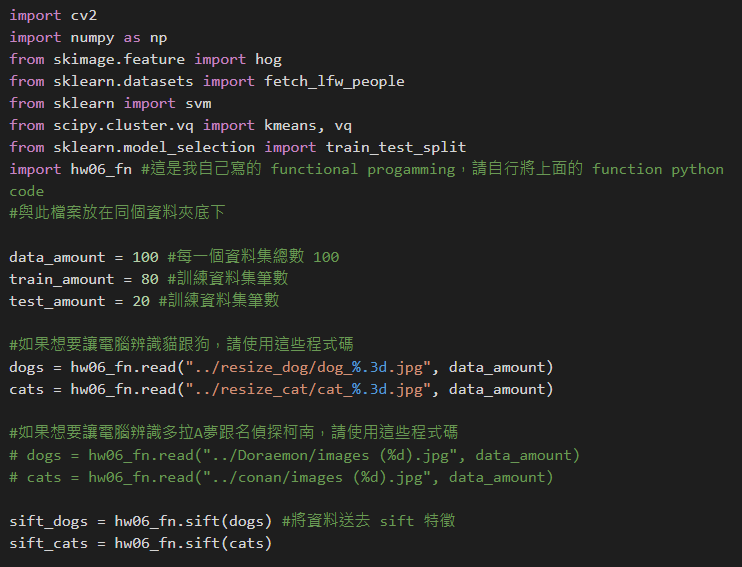 import cv2
import numpy as np
from skimage.feature import hog
from sklearn.datasets import fetch_lfw_people
from sklearn import svm
from scipy.cluster.vq import kmeans, vq
from sklearn.model_selection import train_test_split
import hw06_fn #這是我自己寫的 functional progamming，請自行將上面的 function python
code
#與此檔案放在同個資料夾底下

data_amount = 100 #每一個資料集總數 100
train_amount = 80 #訓練資料集筆數
test_amount = 20 #訓練資料集筆數

#如果想要讓電腦辨識貓跟狗，請使用這些程式碼
dogs = hw06_fn.read("../resize_dog/dog_%.3d.jpg", data_amount)
cats = hw06_fn.read("../resize_cat/cat_%.3d.jpg", data_amount)

#如果想要讓電腦辨識多拉A夢跟名偵探柯南，請使用這些程式碼
# dogs = hw06_fn.read("../Doraemon/images (%d).jpg", data_amount)
# cats = hw06_fn.read("../conan/images (%d).jpg", data_amount)

sift_dogs = hw06_fn.sift(dogs) #將資料送去 sift 特徵
sift_cats = hw06_fn.sift(cats)